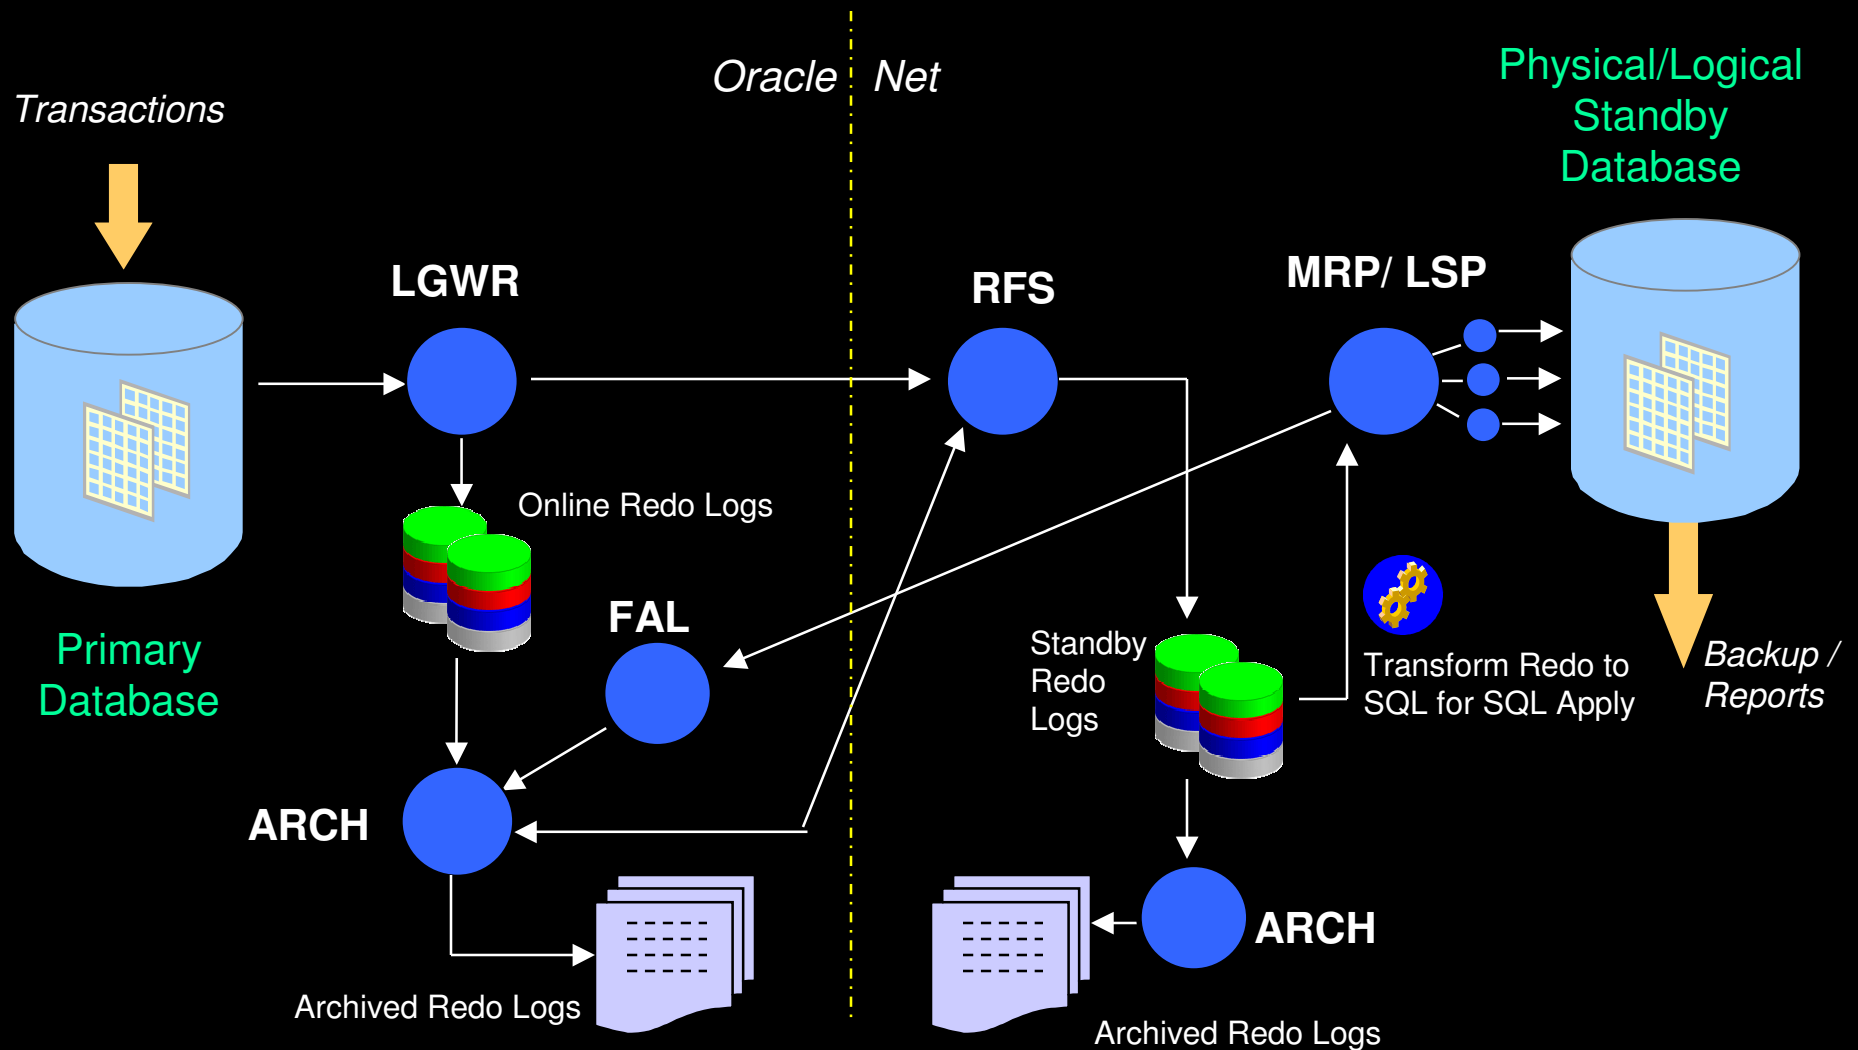 Oracle Net
Physical/Logical
Standby
Database
Transactions
LGWR
RFS
MRP/ LSP
Online Redo Logs
FAL
Primary
Database
Standby
Redo
Logs
Transform Redo to
SQL for SQL Apply
Backup /
Reports
ARCH
ARCH
Archived Redo Logs
Archived Redo Logs